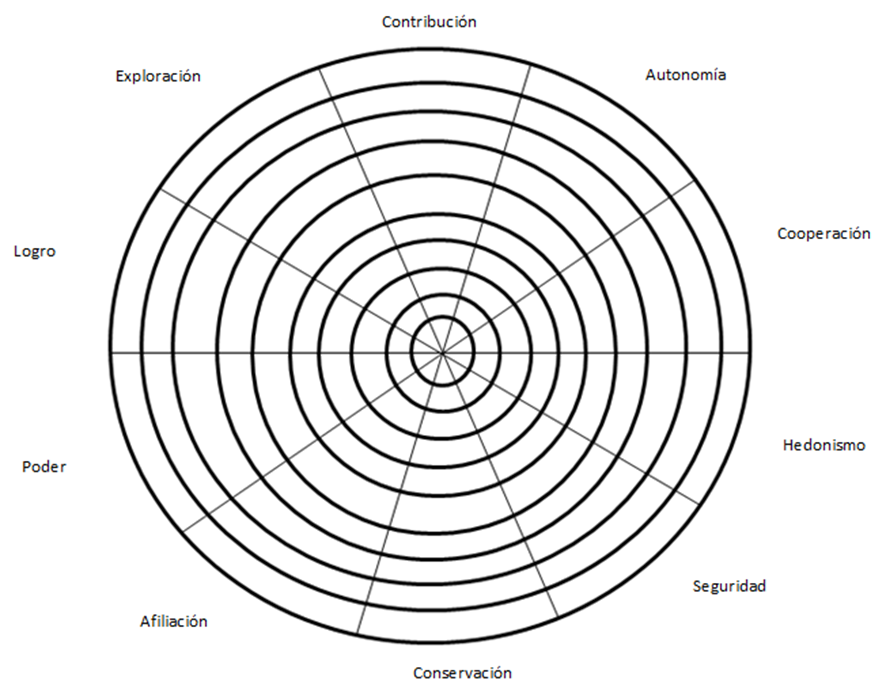 Contribución
Exploración
Autonomía
Cooperación
Logro
Hedonismo
Poder
Seguridad
Afiliación
Conservación